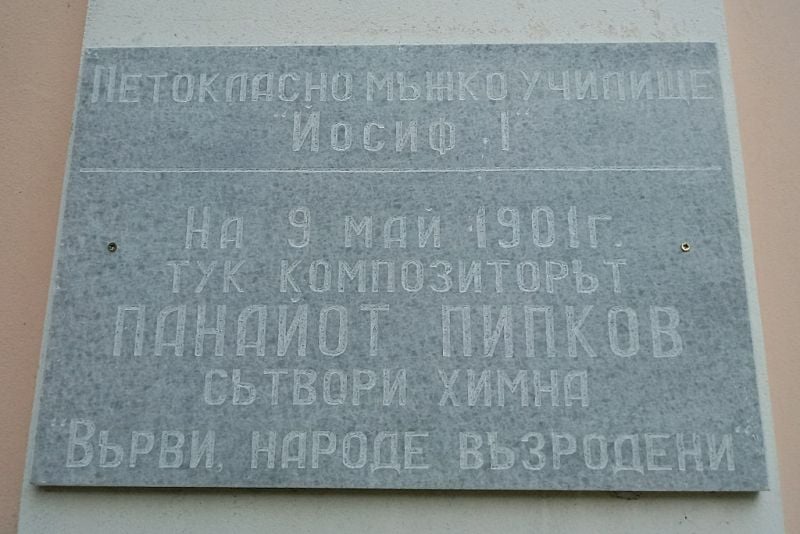 ПЕТОКЛАСНО МЪЖКО УЧИЛИЩЕ
"ЙОСИФ I"
НА 9 МАЙ 1901г.
ТУК КОМПОЗИТОРЪТ
ПАНАЙОТ ПИПКОВ
СЪТВОРИ ХИМНА
"ВЪРВИ, НАРОДЕ ВЪЗРОДЕНИ"